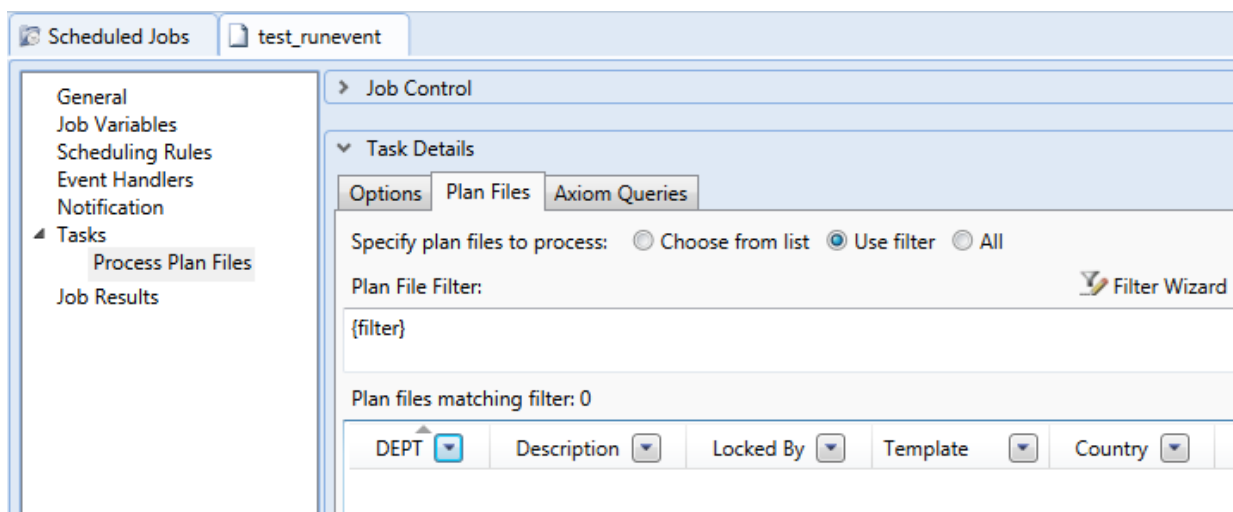 Scheduled Jobs test_runevent
General
Job Variables
Scheduling Rules
Event Handlers
Notification
Tasks
Process Plan Files
Job Results
Job Control
Task Details
Options Plan Files Axiom Queries
Specify plan files to process: Choose from list Use filter All
Plan File Filter: Filter Wizard
{filter}
Plan files matching filter: 0
DEPT Description Locked By Template Country